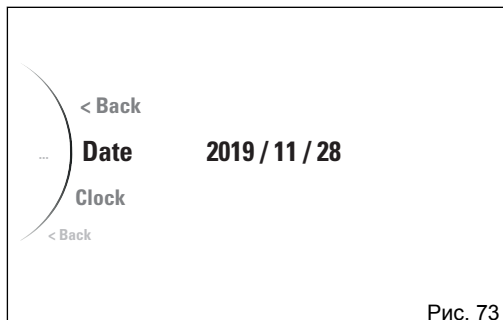 < Back
... Date 2019 / 11 / 28
Clock
< Back
Рис. 73